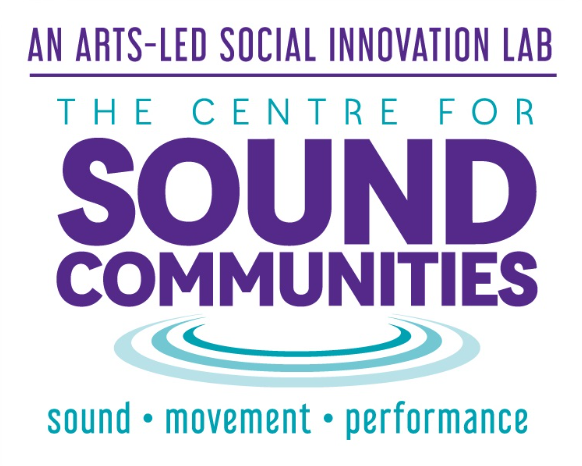 AN ARTS-LED SOCIAL INNOVATION LAB
THE CENTRE FOR
SOUND
COMMUNITIES
sound • movement • performance